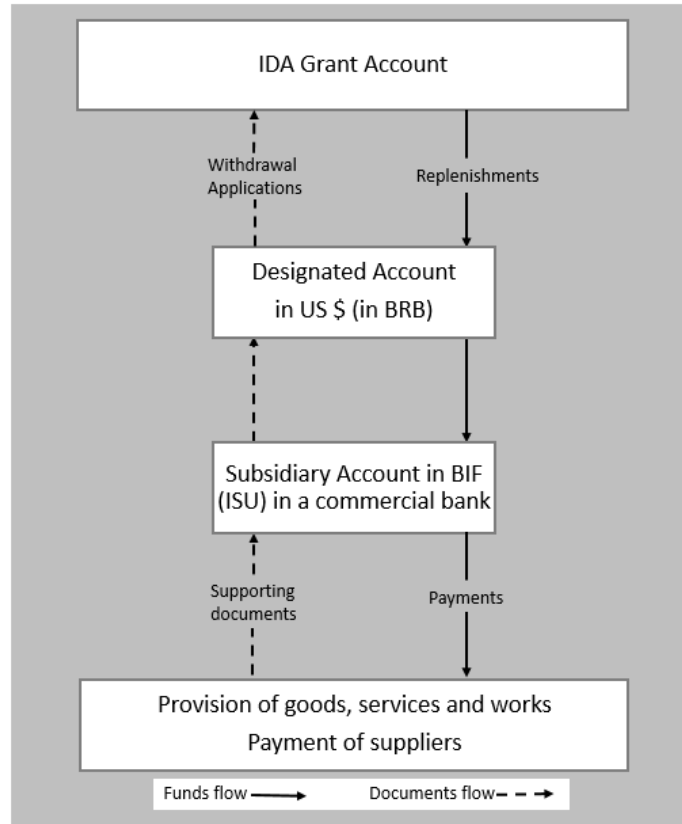 IDA Grant Account
Withdrawal
Applications
Replenishments
Designated Account
in US $ (in BRB)
Subsidiary Account in BIF
(ISU) in a commercial bank
Supporting
documents
Payments
Provision of goods, services and works
Payment of suppliers
Funds flow
Documents flow